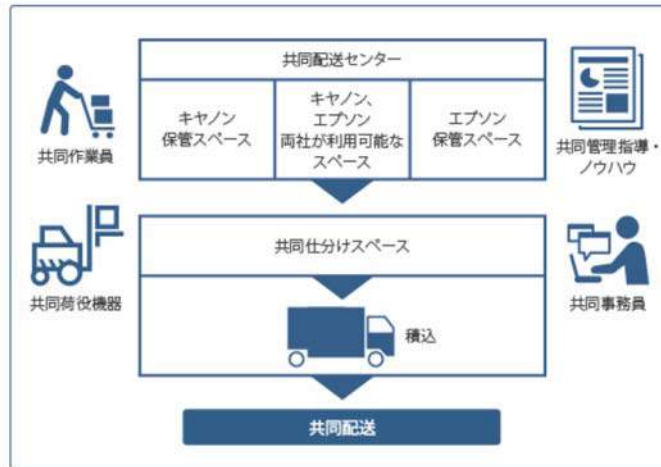 共同配送センター
キヤノン
保管スペース
キヤノン、
エプソン
両社が利用可能な
スペース
エプソン
保管スペース
共同作業員
共同管理指導・
ノウハウ
共同仕分けスペース
共同荷役機器
共同事務員
積込
共同配送